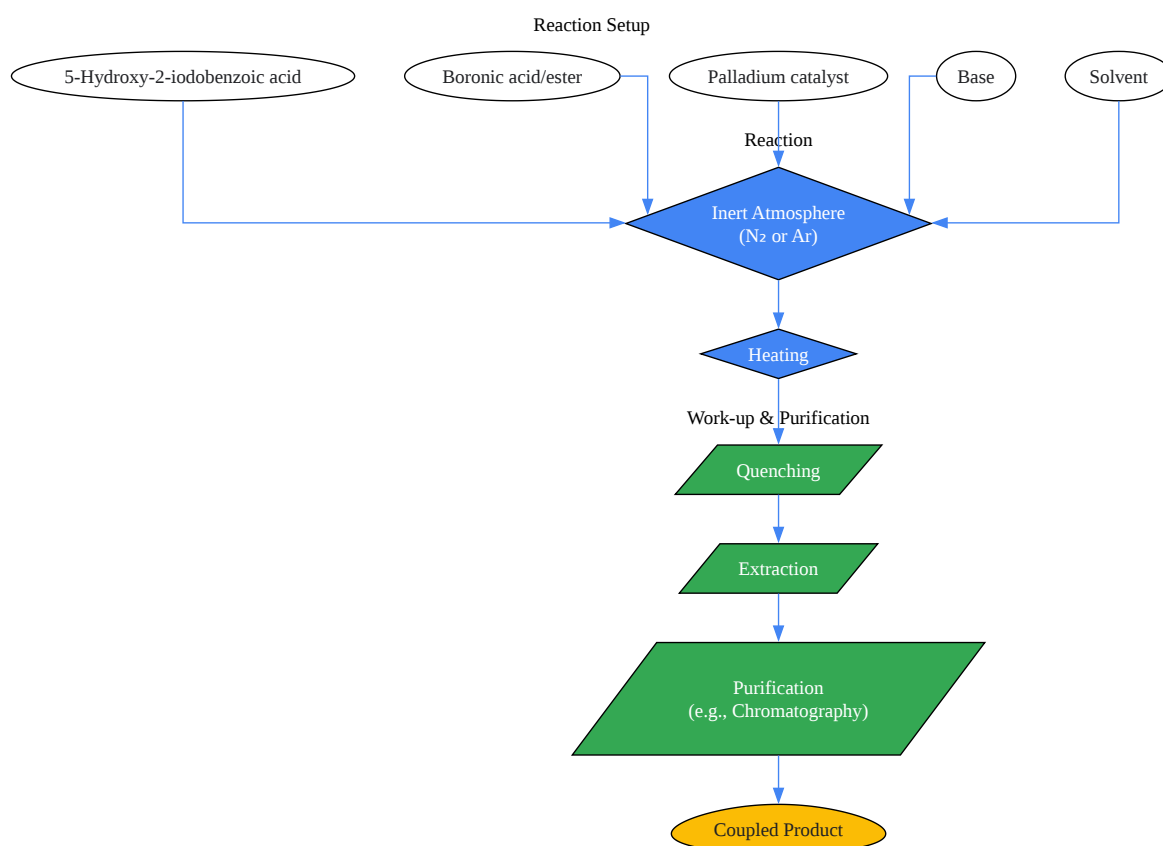 Reaction Setup
5-Hydroxy-2-iodobenzoic acid
Boronic acid/ester
Palladium catalyst
Base
Solvent
Reaction
Inert Atmosphere
(N₂ or Ar)
Heating
Work-up & Purification
Quenching
Extraction
Purification
(e.g., Chromatography)
Coupled Product